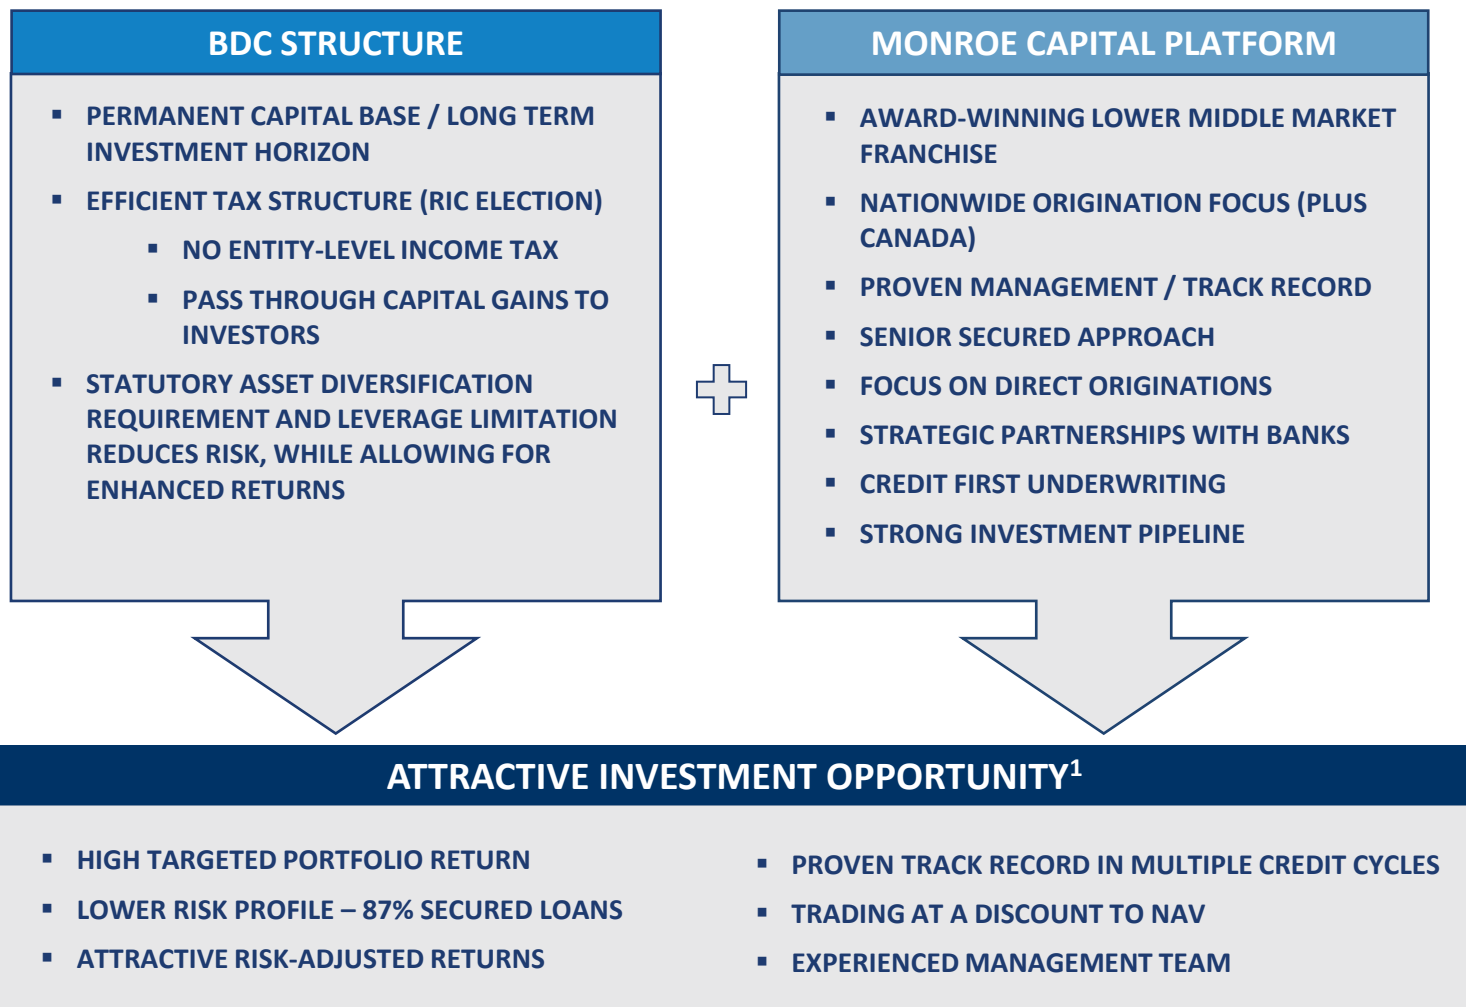 BDC STRUCTURE
▪ PERMANENT CAPITAL BASE / LONG TERM
INVESTMENT HORIZON
▪ EFFICIENT TAX STRUCTURE (RIC ELECTION)
▪ NO ENTITY-LEVEL INCOME TAX
▪ PASS THROUGH CAPITAL GAINS TO
INVESTORS
▪ STATUTORY ASSET DIVERSIFICATION
REQUIREMENT AND LEVERAGE LIMITATION
REDUCES RISK, WHILE ALLOWING FOR
ENHANCED RETURNS
MONROE CAPITAL PLATFORM
▪ AWARD-WINNING LOWER MIDDLE MARKET
FRANCHISE
▪ NATIONWIDE ORIGINATION FOCUS (PLUS
CANADA)
▪ PROVEN MANAGEMENT / TRACK RECORD
▪ SENIOR SECURED APPROACH
▪ FOCUS ON DIRECT ORIGINATIONS
▪ STRATEGIC PARTNERSHIPS WITH BANKS
▪ CREDIT FIRST UNDERWRITING
▪ STRONG INVESTMENT PIPELINE
ATTRACTIVE INVESTMENT OPPORTUNITY¹
▪ HIGH TARGETED PORTFOLIO RETURN
▪ LOWER RISK PROFILE – 87% SECURED LOANS
▪ ATTRACTIVE RISK-ADJUSTED RETURNS
▪ PROVEN TRACK RECORD IN MULTIPLE CREDIT CYCLES
▪ TRADING AT A DISCOUNT TO NAV
▪ EXPERIENCED MANAGEMENT TEAM